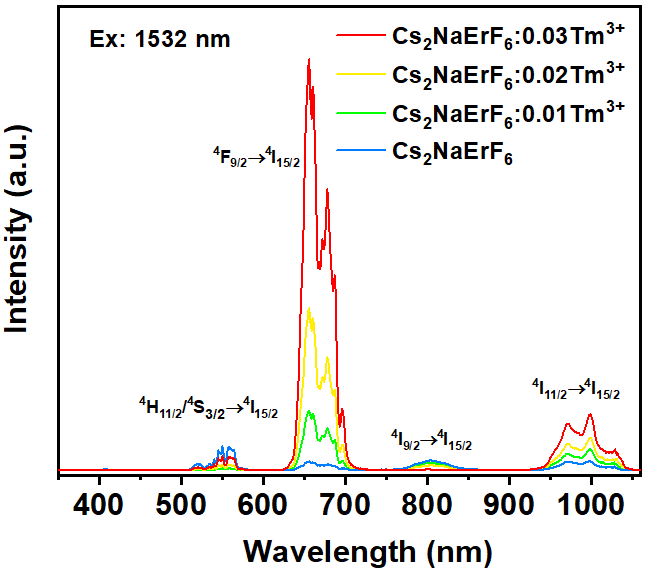 Ex: 1532 nm
Cs₂NaErF₆:0.03Tm³⁺
Cs₂NaErF₆:0.02Tm³⁺
Cs₂NaErF₆:0.01Tm³⁺
Cs₂NaErF₆
⁴F₉/₂→⁴I₁₅/₂
⁴H₁₁/₂/⁴S₃/₂→⁴I₁₅/₂
⁴I₉/₂→⁴I₁₅/₂
⁴I₁₁/₂→⁴I₁₅/₂
Intensity (a.u.)
400 500 600 700 800 900 1000
Wavelength (nm)